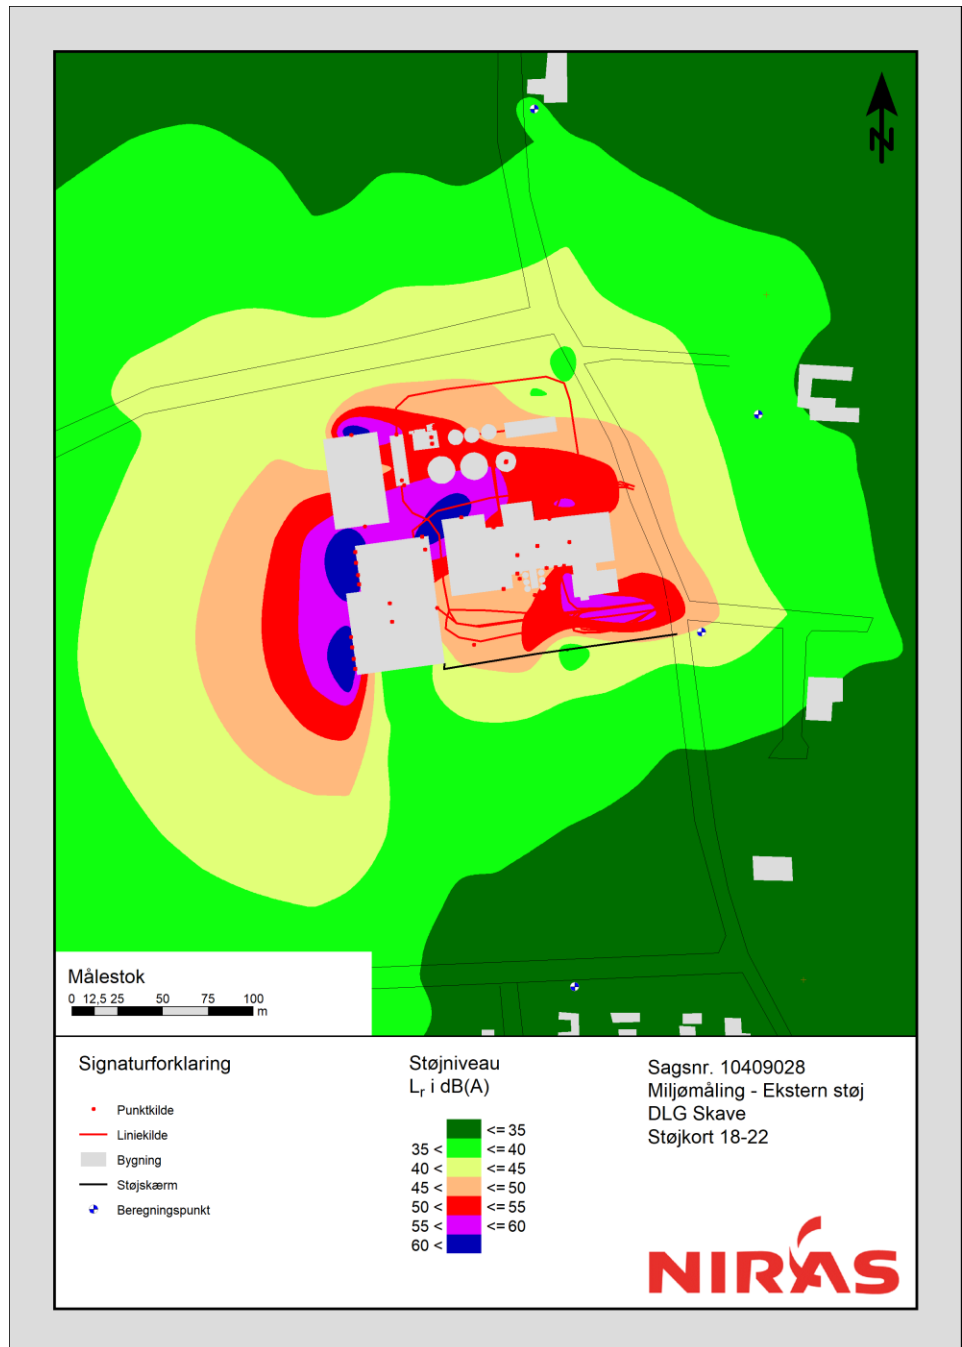 N
Målestok
0 12,5 25 50 75 100
m
Signaturforklaring
Punktkilde
Liniekilde
Bygning
Støjskærm
Beregningspunkt
Støjniveau
Lr i dB(A)
<= 35
35 < <= 40
40 < <= 45
45 < <= 50
50 < <= 55
55 < <= 60
60 <
Sagsnr. 10409028
Miljømåling - Ekstern støj
DLG Skave
Støjkort 18-22
NIRAS